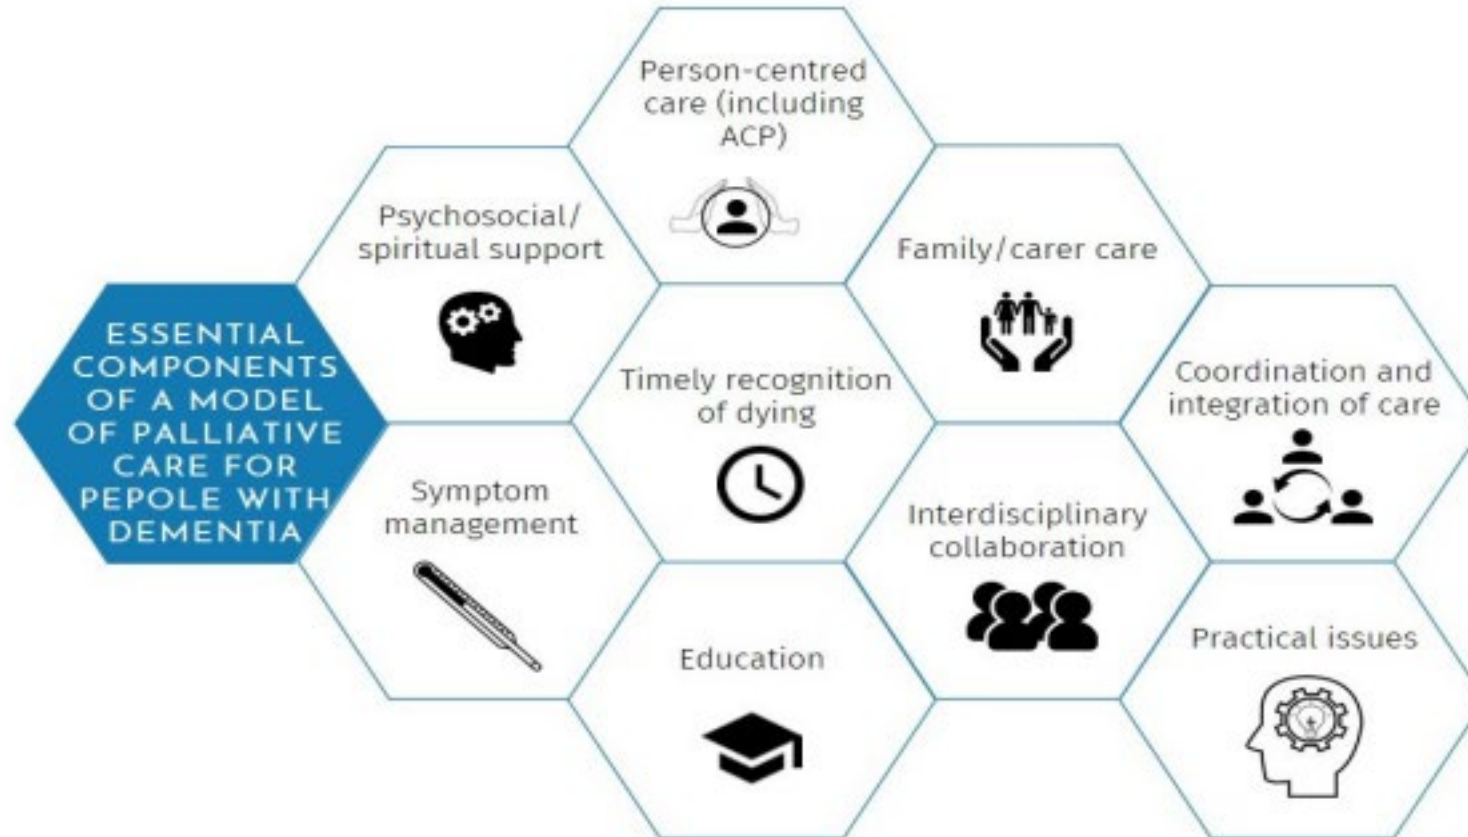 ESSENTIAL
COMPONENTS
OF A MODEL
OF PALLIATIVE
CARE FOR
PEPOLE WITH
DEMENTIA
Psychosocial/
spiritual support
Symptom
management
Person-centred
care (including
ACP)
Timely recognition
of dying
Education
Family/carer care
Interdisciplinary
collaboration
Coordination and
integration of care
Practical issues